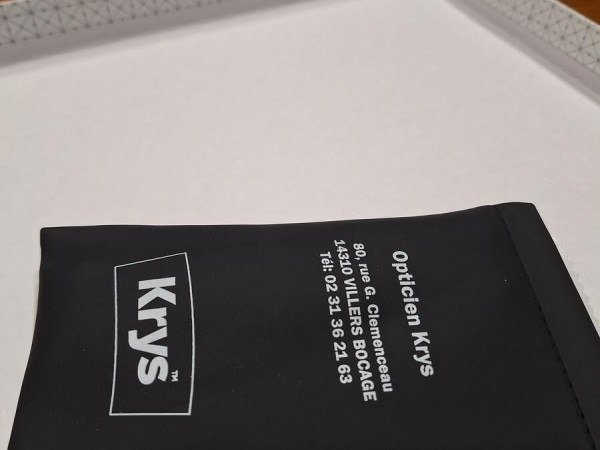 Opticien Krys
80, rue G. Clemenceau
14310 VILLERS BOCAGE
Tél: 02 31 36 21 63
Krys™